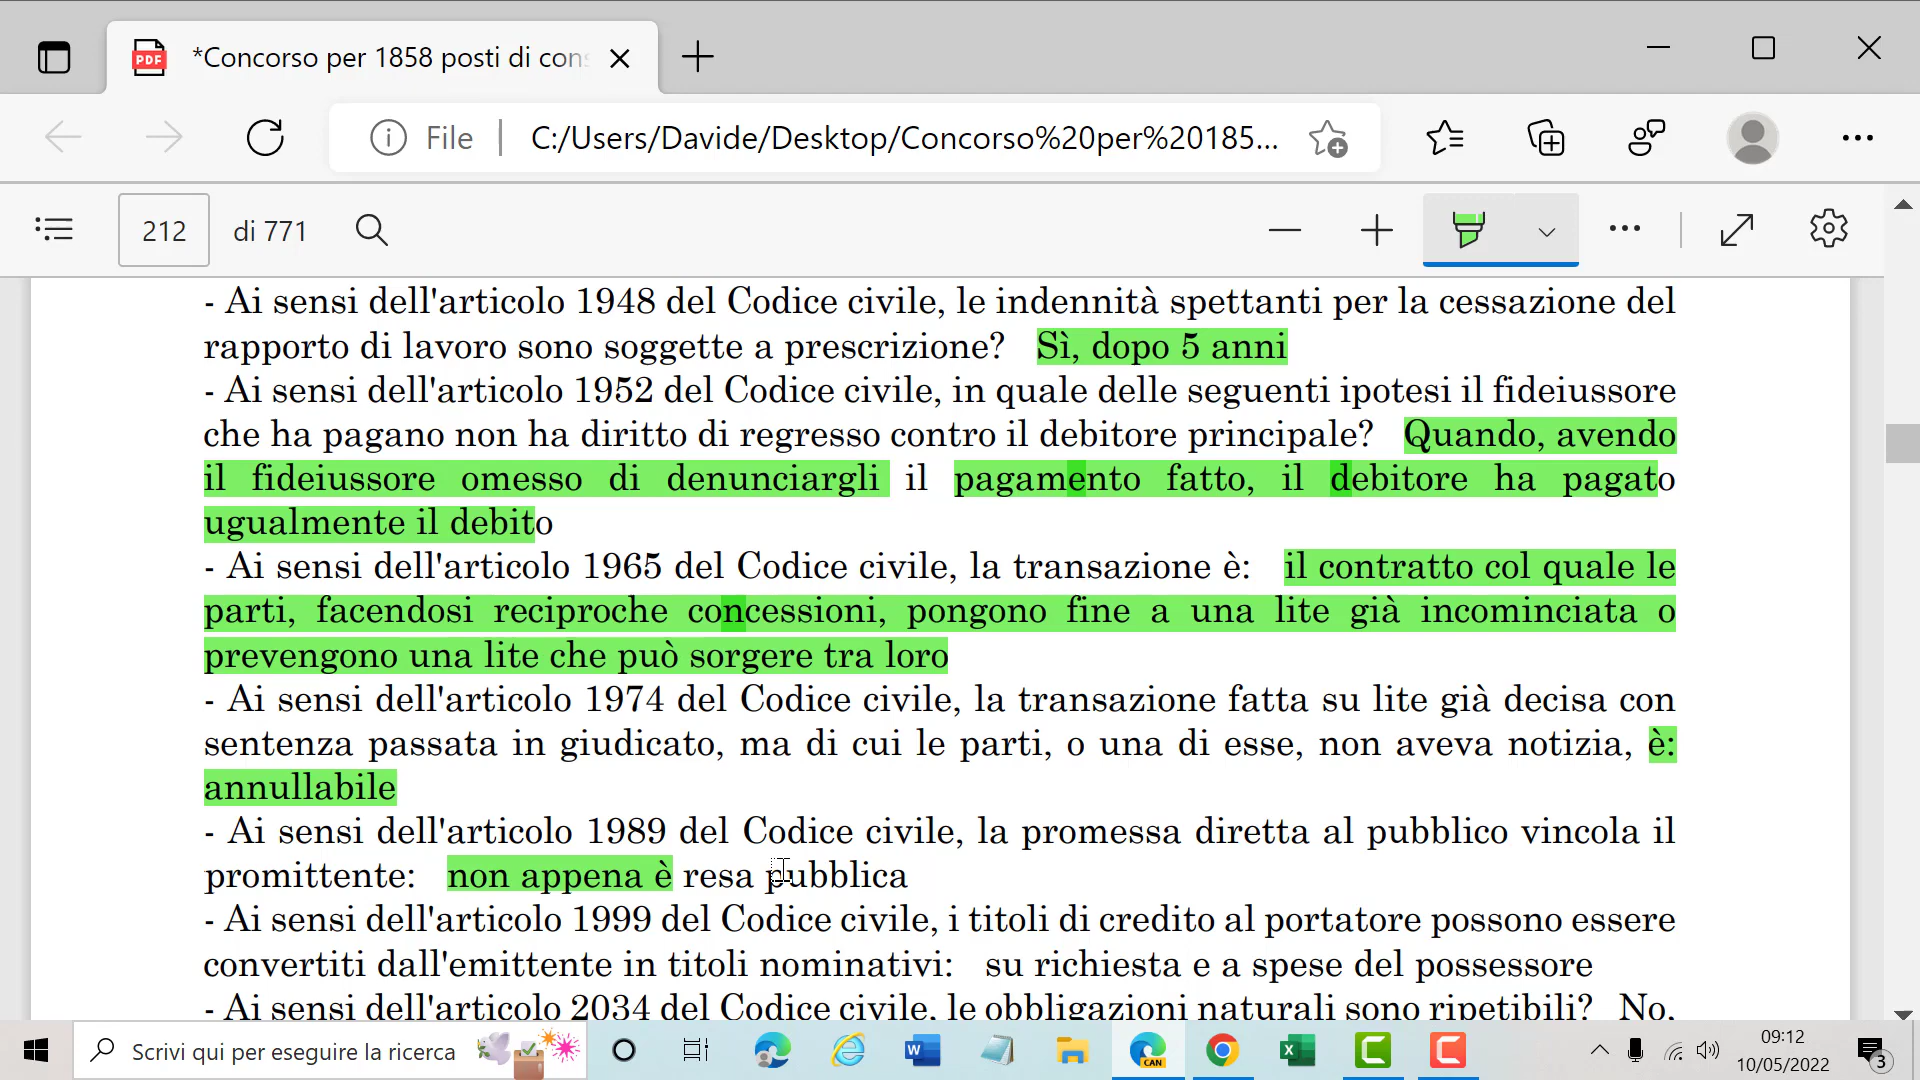 *Concorso per 1858 posti di cons
File
C:/Users/Davide/Desktop/Concorso%20per%20185...
212
di 771
- Ai sensi dell'articolo 1948 del Codice civile, le indennità spettanti per la cessazione del
rapporto di lavoro sono soggette a prescrizione? Sì, dopo 5 anni
- Ai sensi dell'articolo 1952 del Codice civile, in quale delle seguenti ipotesi il fideiussore
che ha pagano non ha diritto di regresso contro il debitore principale? Quando, avendo
il fideiussore omesso di denunciargli il pagamento fatto, il debitore ha pagato
ugualmente il debito
- Ai sensi dell'articolo 1965 del Codice civile, la transazione è: il contratto col quale le
parti, facendosi reciproche concessioni, pongono fine a una lite già incominciata o
prevengono una lite che può sorgere tra loro
- Ai sensi dell'articolo 1974 del Codice civile, la transazione fatta su lite già decisa con
sentenza passata in giudicato, ma di cui le parti, o una di esse, non aveva notizia, è:
annullabile
- Ai sensi dell'articolo 1989 del Codice civile, la promessa diretta al pubblico vincola il
promittente: non appena è resa pubblica
- Ai sensi dell'articolo 1999 del Codice civile, i titoli di credito al portatore possono essere
convertiti dall'emittente in titoli nominativi: su richiesta e a spese del possessore
- Ai sensi dell'articolo 2034 del Codice civile, le obbligazioni naturali sono ripetibili? No,
Scrivi qui per eseguire la ricerca
CAN
09:12
10/05/2022
3